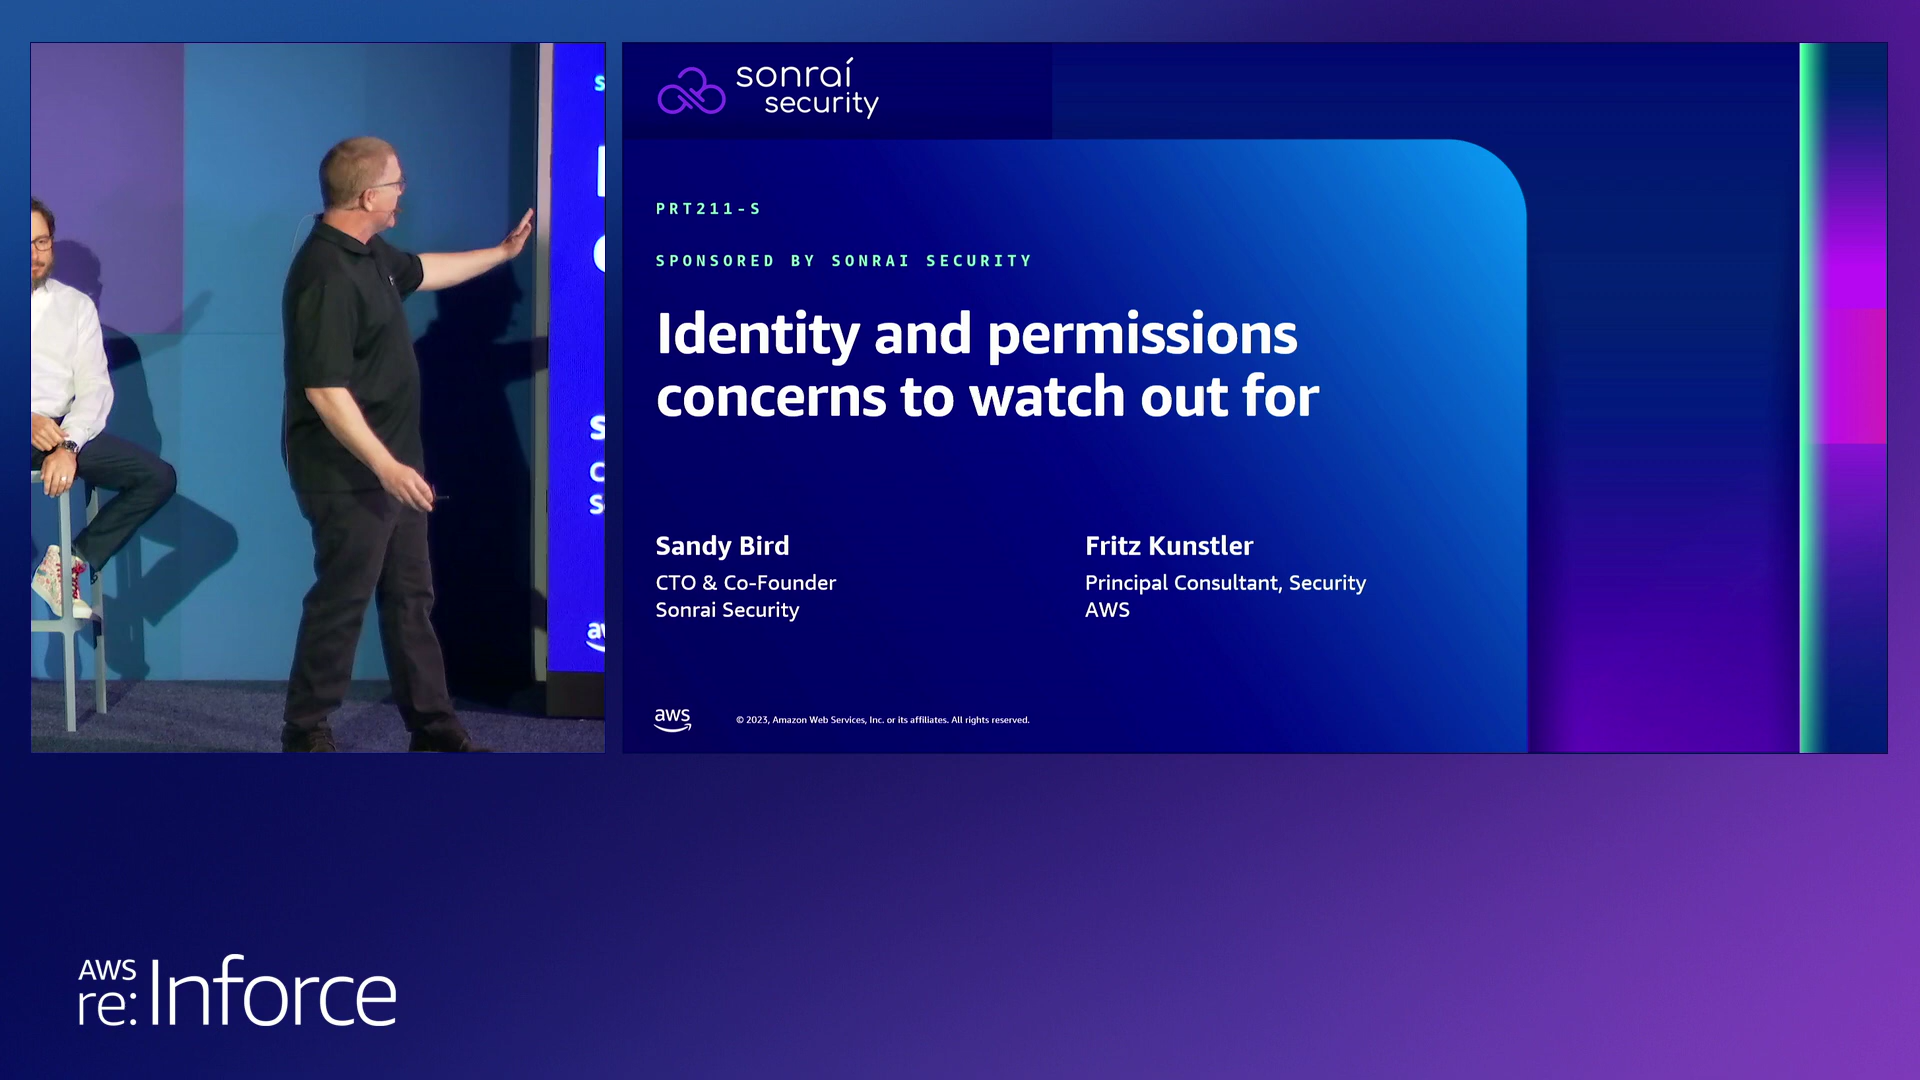 sonraí
security
PRT211-S
SPONSORED BY SONRAI SECURITY
Identity and permissions
concerns to watch out for
Sandy Bird
CTO & Co-Founder
Sonrai Security
Fritz Kunstler
Principal Consultant, Security
AWS
aws
© 2023, Amazon Web Services, Inc. or its affiliates. All rights reserved.
AWS
re:Inforce